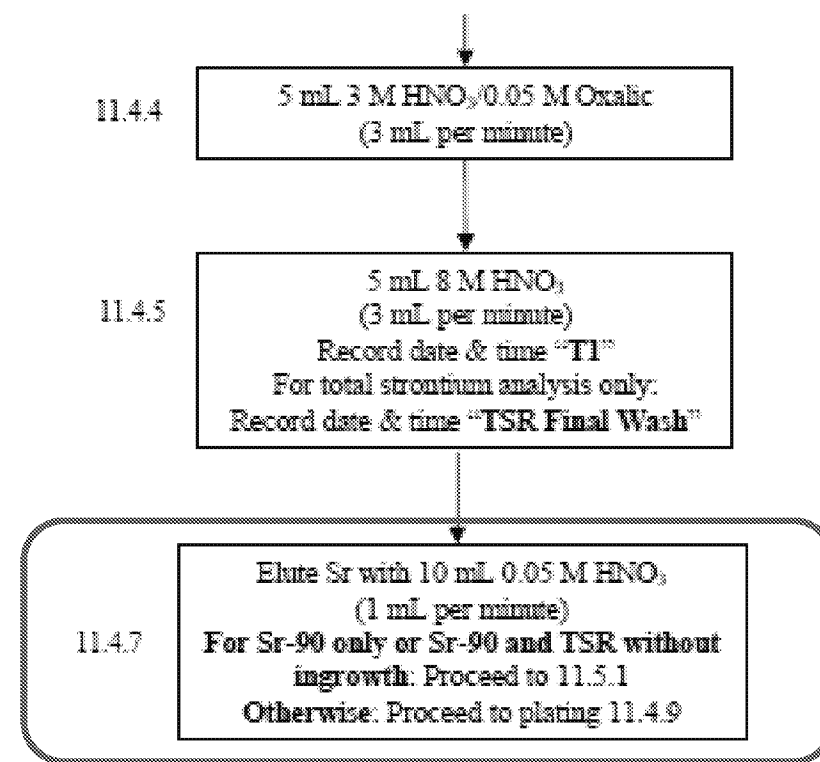 11.4.4
5 mL 3 M HNO₃/0.05 M Oxalic
(3 mL per minute)
11.4.5
5 mL 8 M HNO₃
(3 mL per minute)
Record date & time “T1”
For total strontium analysis only:
Record date & time “TSR Final Wash”
11.4.7
Elute Sr with 10 mL 0.05 M HNO₃
(1 mL per minute)
For Sr-90 only or Sr-90 and TSR without
ingrowth: Proceed to 11.5.1
Otherwise: Proceed to plating 11.4.9